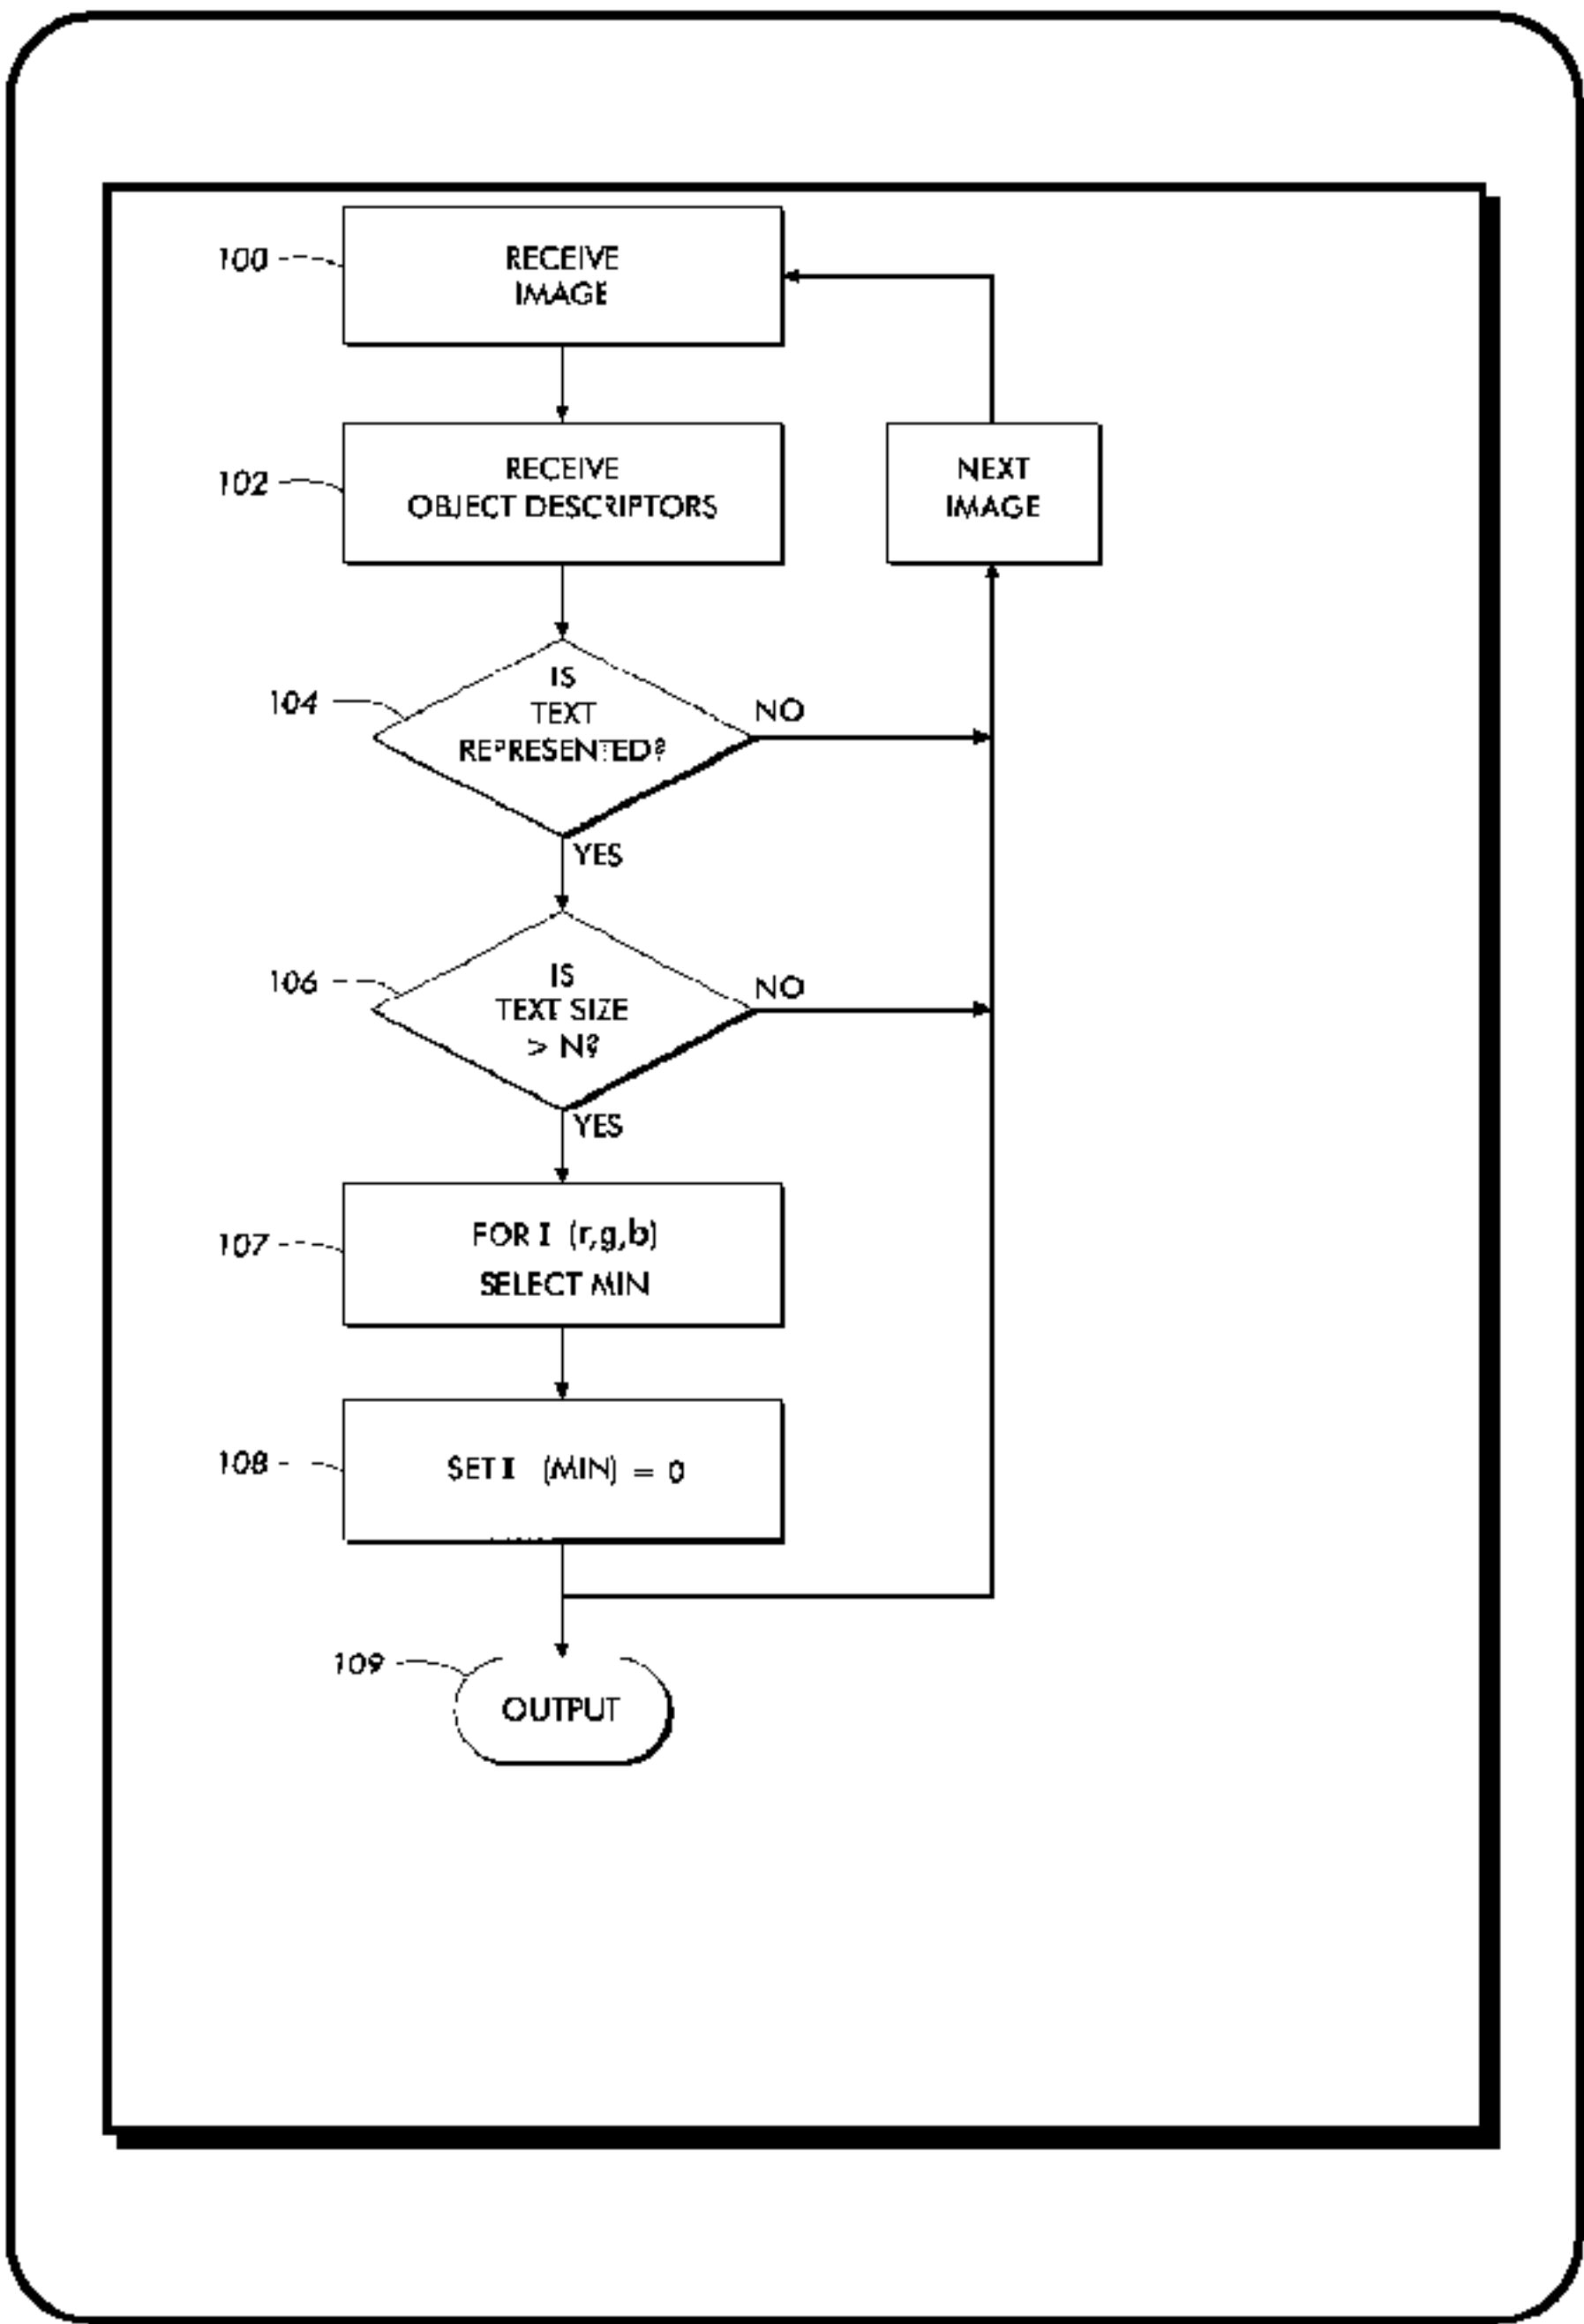 100
RECEIVE
IMAGE
102
RECEIVE
OBJECT DESCRIPTORS
NEXT
IMAGE
104
IS
TEXT
REPRESENTED?
NO
YES
106
IS
TEXT SIZE
> N?
NO
YES
107
FOR I (r,g,b)
SELECT MIN
108
SET I (MIN) = 0
109
OUTPUT